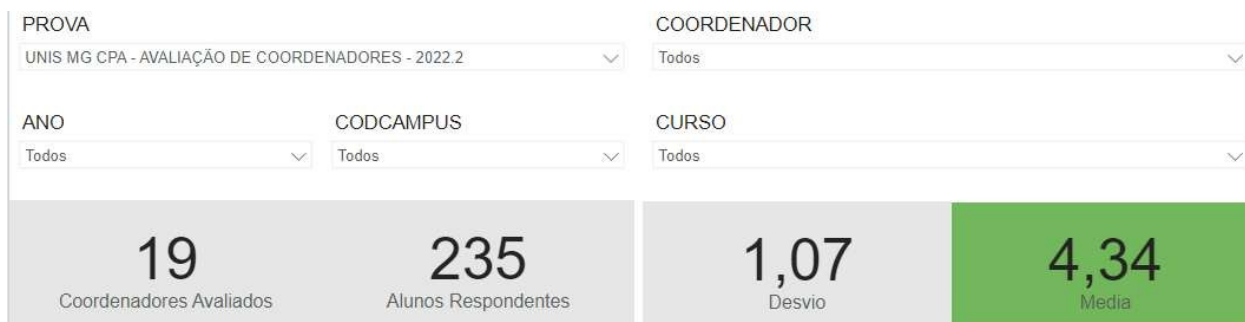 PROVA
UNIS MG CPA - AVALIAÇÃO DE COORDENADORES - 2022.2
COORDENADOR
Todos
ANO
Todos
CODCAMPUS
Todos
CURSO
Todos
19
Coordenadores Avaliados
235
Alunos Respondentes
1,07
Desvio
4,34
Media